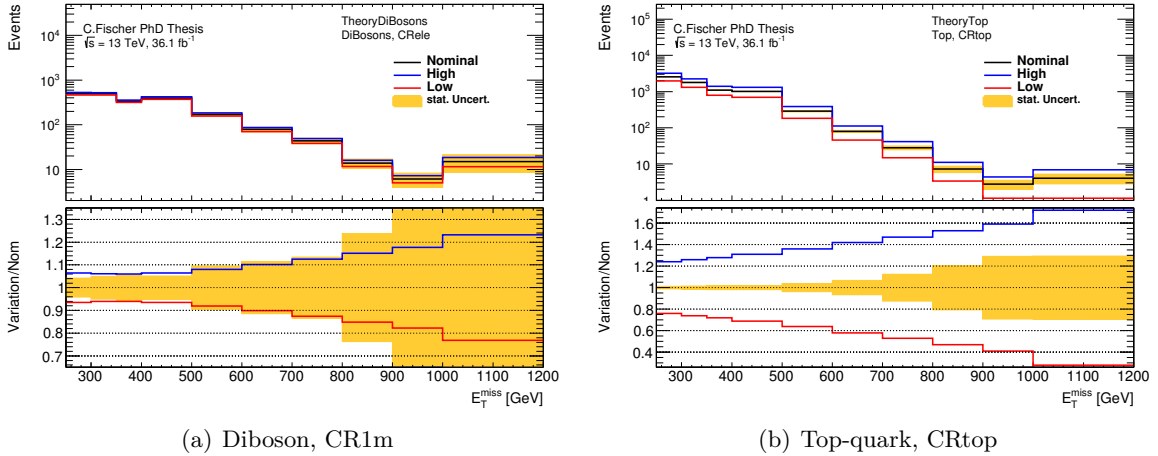 Events
10⁴
10³
10²
10
C.Fischer PhD Thesis
√s = 13 TeV, 36.1 fb⁻¹
TheoryDiBosons
DiBosons, CRele
Nominal
High
Low
stat. Uncert.
Variation/Nom
1.3
1.2
1.1
1
0.9
0.8
0.7
300 400 500 600 700 800 900 1000 1100 1200
E_T^miss [GeV]
(a) Diboson, CR1m
Events
10⁵
10⁴
10³
10²
10
1
C.Fischer PhD Thesis
√s = 13 TeV, 36.1 fb⁻¹
TheoryTop
Top, CRtop
Nominal
High
Low
stat. Uncert.
Variation/Nom
1.6
1.4
1.2
1
0.8
0.6
0.4
300 400 500 600 700 800 900 1000 1100 1200
E_T^miss [GeV]
(b) Top-quark, CRtop